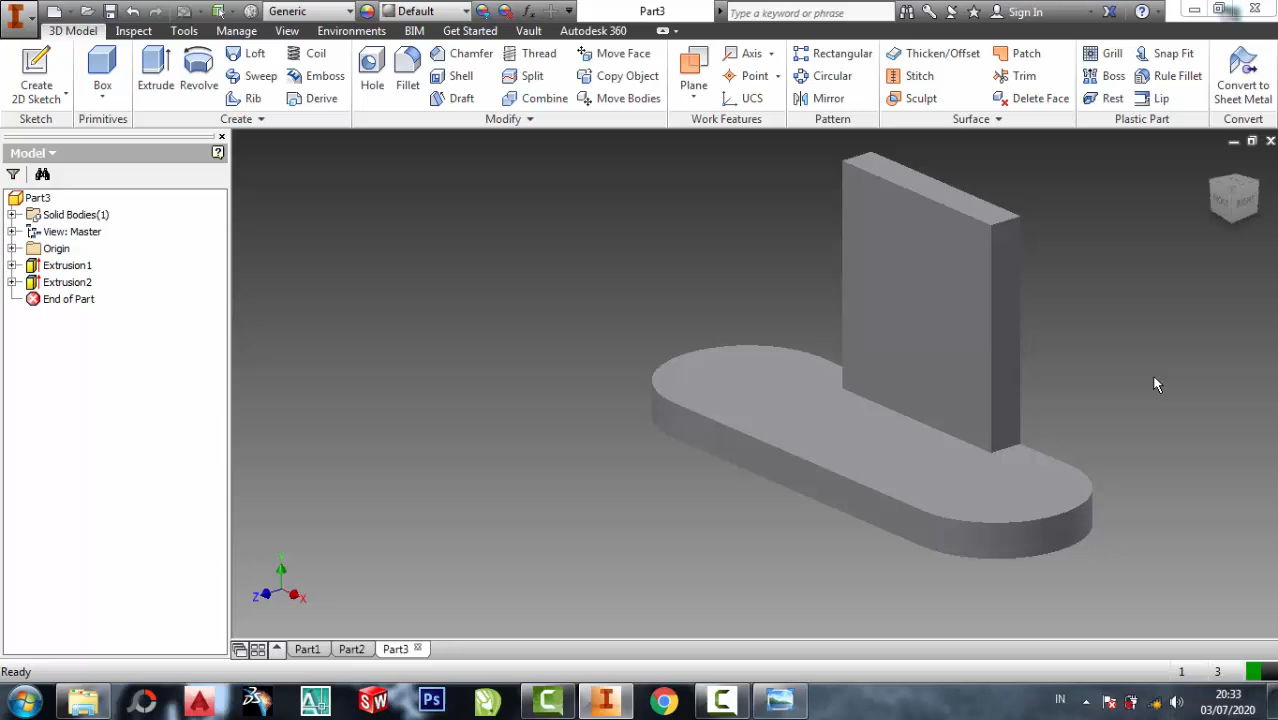 Generic Default fx Part3 Type a keyword or phrase Sign In
3D Model Inspect Tools Manage View Environments BIM Get Started Vault Autodesk 360
Create 2D Sketch Box Extrude Revolve Loft Coil Hole Fillet Chamfer Thread Move Face Plane Axis Rectangular Thicken/Offset Patch Grill Snap Fit Convert to Sheet Metal
Sweep Emboss Shell Split Copy Object Point Circular Stitch Trim Boss Rule Fillet
Rib Derive Draft Combine Move Bodies UCS Mirror Sculpt Delete Face Rest Lip
Sketch Primitives Create Modify Work Features Pattern Surface Plastic Part Convert
Model
Part3
Solid Bodies(1)
View: Master
Origin
Extrusion1
Extrusion2
End of Part
RIGHT
Y
Z X
Part1 Part2 Part3
Ready 1 3
SW Ps IN 20:33
03/07/2020